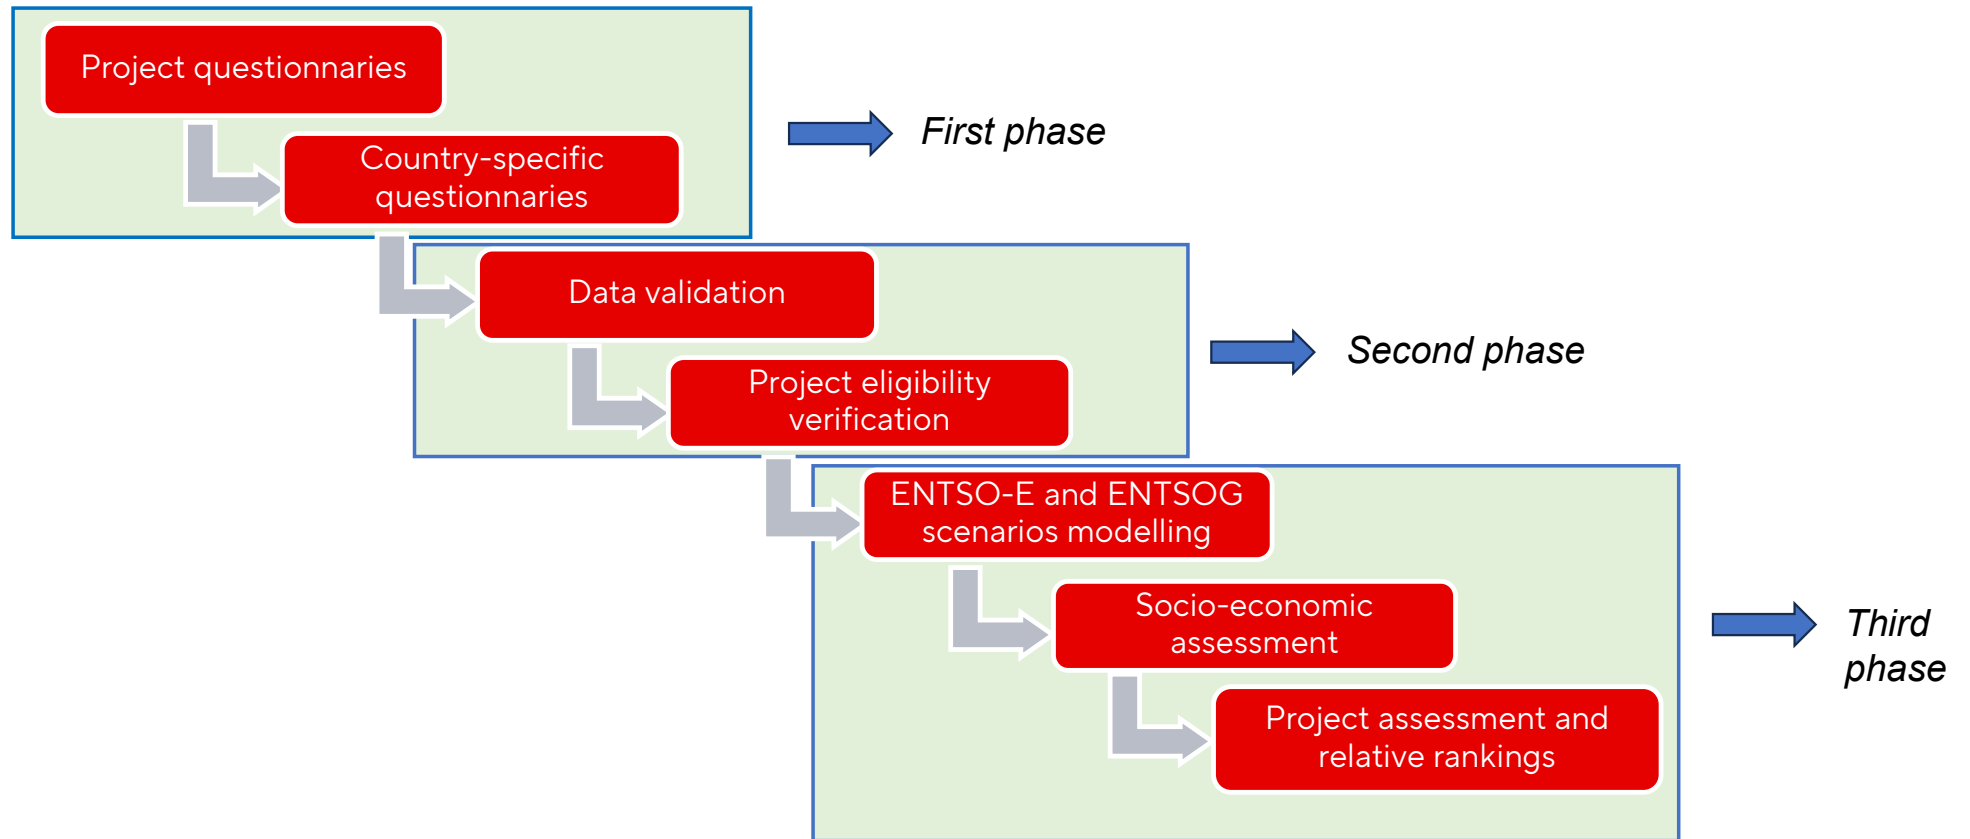 Project questionnaries
Country-specific
questionnaries
First phase
Data validation
Project eligibility
verification
Second phase
ENTSO-E and ENTSOG
scenarios modelling
Socio-economic
assessment
Project assessment and
relative rankings
Third
phase